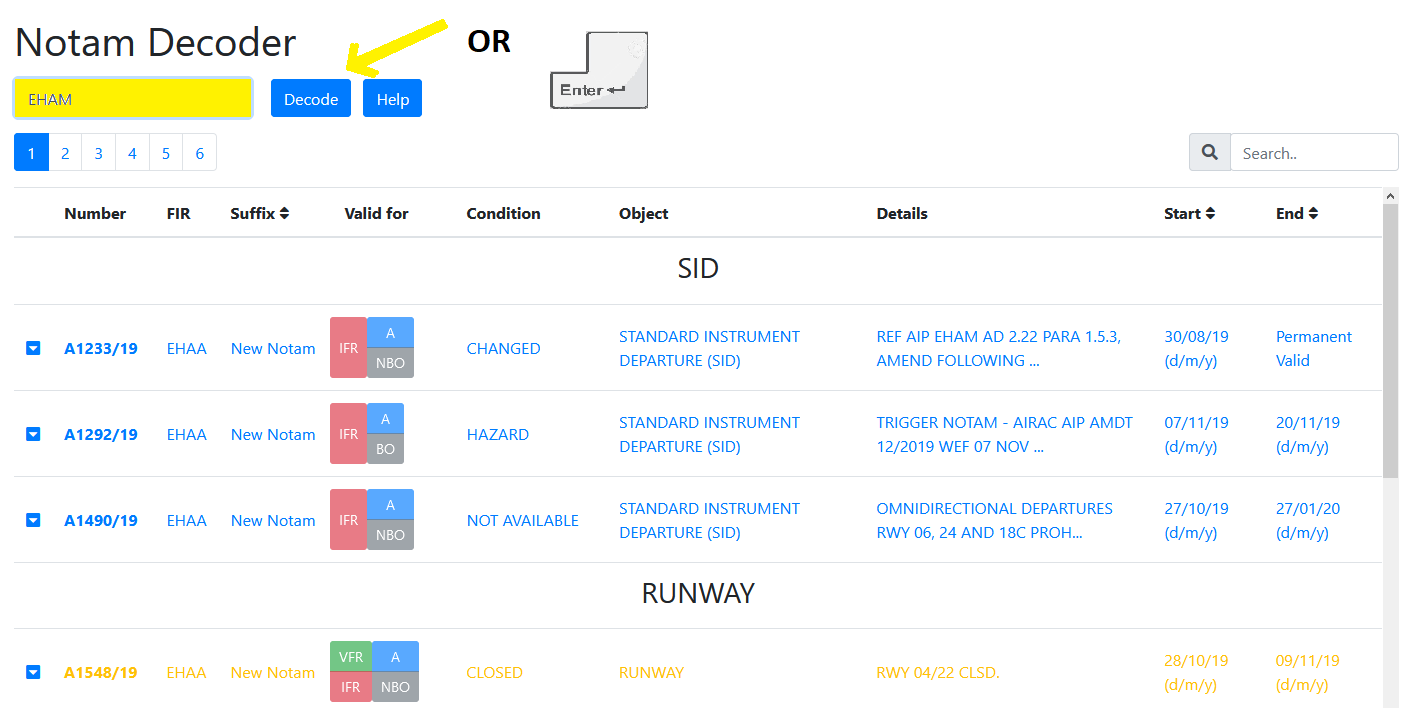 Notam Decoder
OR
Enter
EHAM
Decode
Help
1 2 3 4 5 6
Search..
Number FIR Suffix Valid for Condition Object Details Start End
SID
A1233/19 EHAA New Notam IFR A NBO CHANGED STANDARD INSTRUMENT DEPARTURE (SID) REF AIP EHAM AD 2.22 PARA 1.5.3, AMEND FOLLOWING ... 30/08/19 (d/m/y) Permanent Valid
A1292/19 EHAA New Notam IFR A BO HAZARD STANDARD INSTRUMENT DEPARTURE (SID) TRIGGER NOTAM - AIRAC AIP AMDT 12/2019 WEF 07 NOV ... 07/11/19 (d/m/y) 20/11/19 (d/m/y)
A1490/19 EHAA New Notam IFR A NBO NOT AVAILABLE STANDARD INSTRUMENT DEPARTURE (SID) OMNIDIRECTIONAL DEPARTURES RWY 06, 24 AND 18C PROH... 27/10/19 (d/m/y) 27/01/20 (d/m/y)
RUNWAY
A1548/19 EHAA New Notam VFR IFR A NBO CLOSED RUNWAY RWY 04/22 CLSD. 28/10/19 (d/m/y) 09/11/19 (d/m/y)